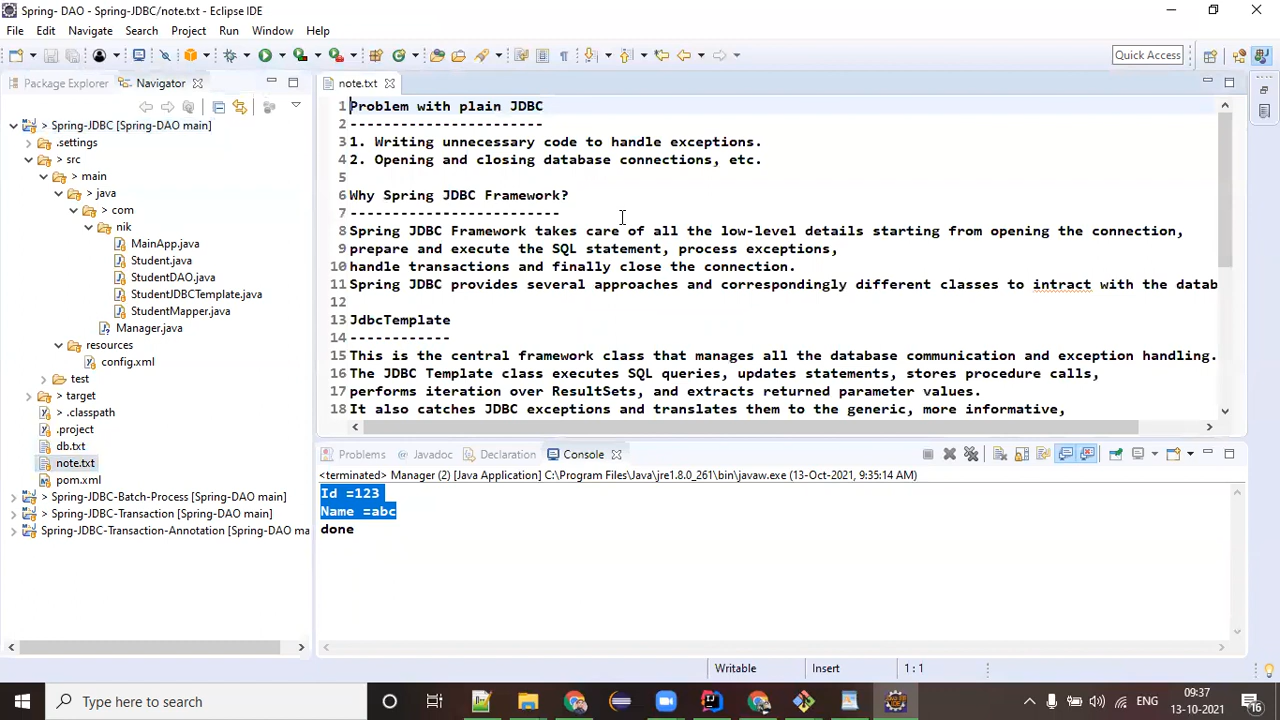 Spring- DAO - Spring-JDBC/note.txt - Eclipse IDE
File Edit Navigate Search Project Run Window Help
Quick Access
Package Explorer Navigator
note.txt
> Spring-JDBC [Spring-DAO main]
.settings
> src
> main
> java
> com
nik
MainApp.java
Student.java
StudentDAO.java
StudentJDBCTemplate.java
StudentMapper.java
Manager.java
resources
config.xml
test
> target
> .classpath
.project
db.txt
note.txt
pom.xml
> Spring-JDBC-Batch-Process [Spring-DAO main]
> Spring-JDBC-Transaction [Spring-DAO main]
Spring-JDBC-Transaction-Annotation [Spring-DAO ma
1 Problem with plain JDBC
2 -----------------------
3 1. Writing unnecessary code to handle exceptions.
4 2. Opening and closing database connections, etc.
5
6 Why Spring JDBC Framework?
7 -------------------------
8 Spring JDBC Framework takes care of all the low-level details starting from opening the connection,
9 prepare and execute the SQL statement, process exceptions,
10 handle transactions and finally close the connection.
11 Spring JDBC provides several approaches and correspondingly different classes to intract with the datab
12
13 JdbcTemplate
14 ------------
15 This is the central framework class that manages all the database communication and exception handling.
16 The JDBC Template class executes SQL queries, updates statements, stores procedure calls,
17 performs iteration over ResultSets, and extracts returned parameter values.
18 It also catches JDBC exceptions and translates them to the generic, more informative,
Problems Javadoc Declaration Console
<terminated> Manager (2) [Java Application] C:\Program Files\Java\jre1.8.0_261\bin\javaw.exe (13-Oct-2021, 9:35:14 AM)
Id =123
Name =abc
done
Writable Insert 1 : 1
Type here to search
ENG
09:37
13-10-2021
16